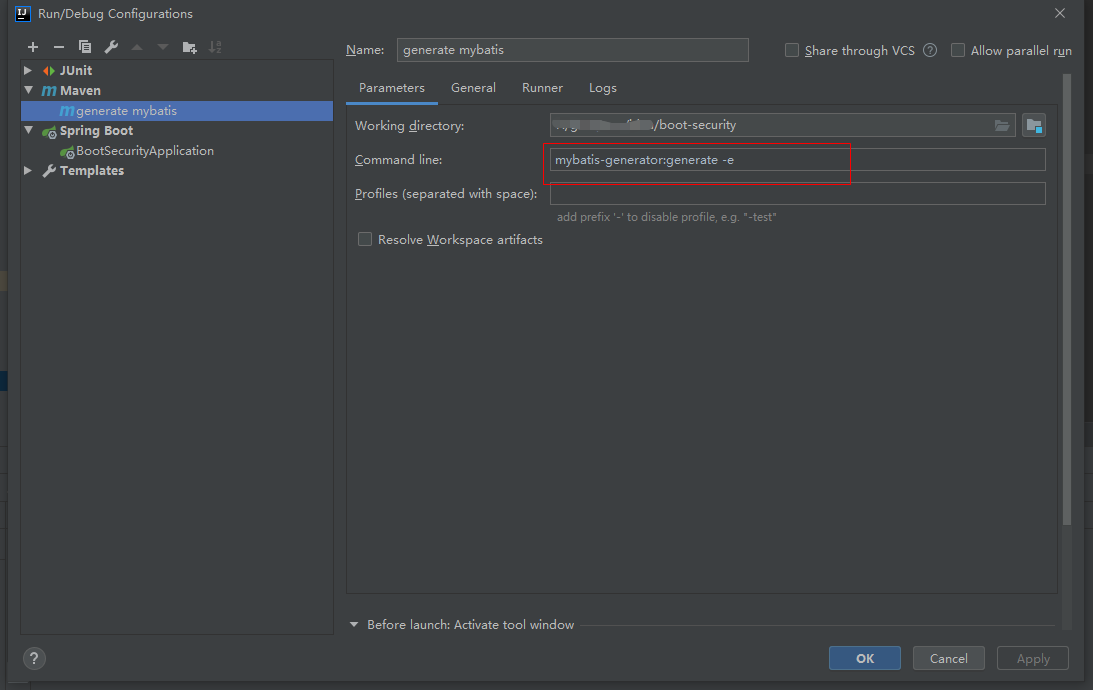 Run/Debug Configurations
Name: generate mybatis
Share through VCS ? Allow parallel run
JUnit
Maven
generate mybatis
Spring Boot
BootSecurityApplication
Templates
Parameters General Runner Logs
Working directory: /boot-security
Command line: mybatis-generator:generate -e
Profiles (separated with space):
add prefix '-' to disable profile, e.g. "-test"
Resolve Workspace artifacts
Before launch: Activate tool window
? OK Cancel Apply